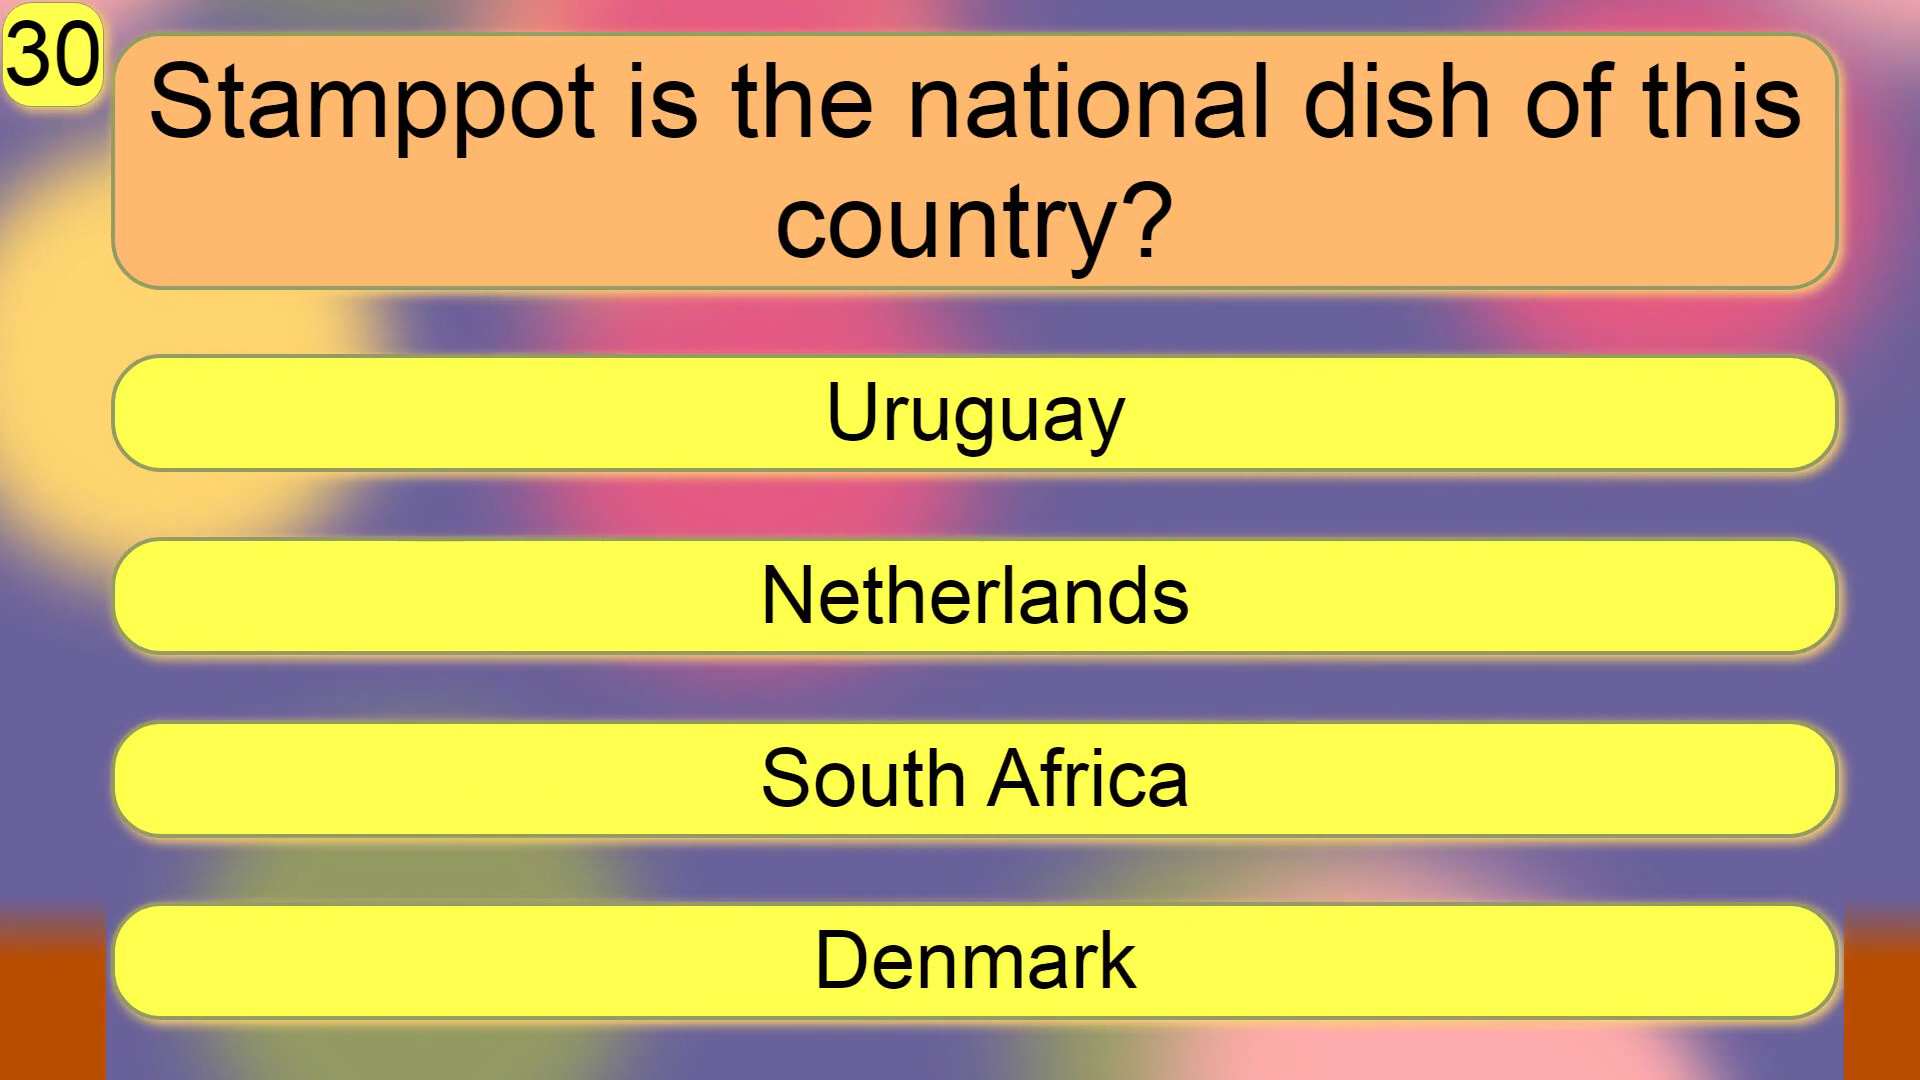 30
Stamppot is the national dish of this
country?
Uruguay
Netherlands
South Africa
Denmark